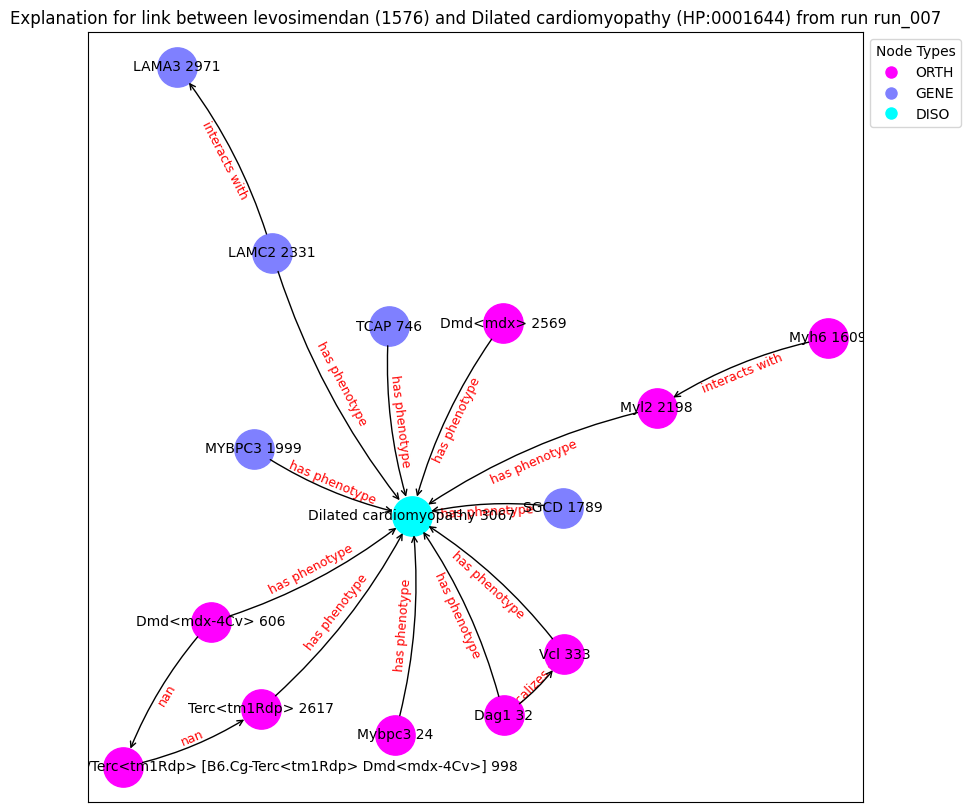 Explanation for link between levosimendan (1576) and Dilated cardiomyopathy (HP:0001644) from run run_007
Node Types
ORTH
GENE
DISO
LAMA3 2971
interacts with
LAMC2 2331
TCAP 746
Dmd<mdx> 2569
Myh6 1609
interacts with
has phenotype
has phenotype
has phenotype
Myl2 2198
has phenotype
MYBPC3 1999
has phenotype
SGCD 1789
has phenotype
Dilated cardiomyopathy 3067
has phenotype
has phenotype
has phenotype
has phenotype
has phenotype
Dmd<mdx-4Cv> 606
Vcl 333
nan
Terc<tm1Rdp> 2617
alizes
Dag1 32
nan
Mybpc3 24
/Terc<tm1Rdp> [B6.Cg-Terc<tm1Rdp> Dmd<mdx-4Cv>] 998
has phenotype